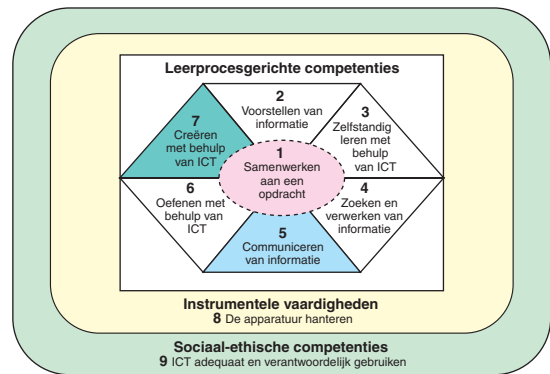 Leerprocesgerichte competenties
2
Voorstellen van
informatie
3
Zelfstandig
leren met
behulp
van ICT
7
Creëren
met behulp
van ICT
1
Samenwerken
aan een
opdracht
6
Oefenen met
behulp van
ICT
4
Zoeken en
verwerken van
informatie
5
Communiceren
van informatie
Instrumentele vaardigheden
8 De apparatuur hanteren
Sociaal-ethische competenties
9 ICT adequaat en verantwoordelijk gebruiken